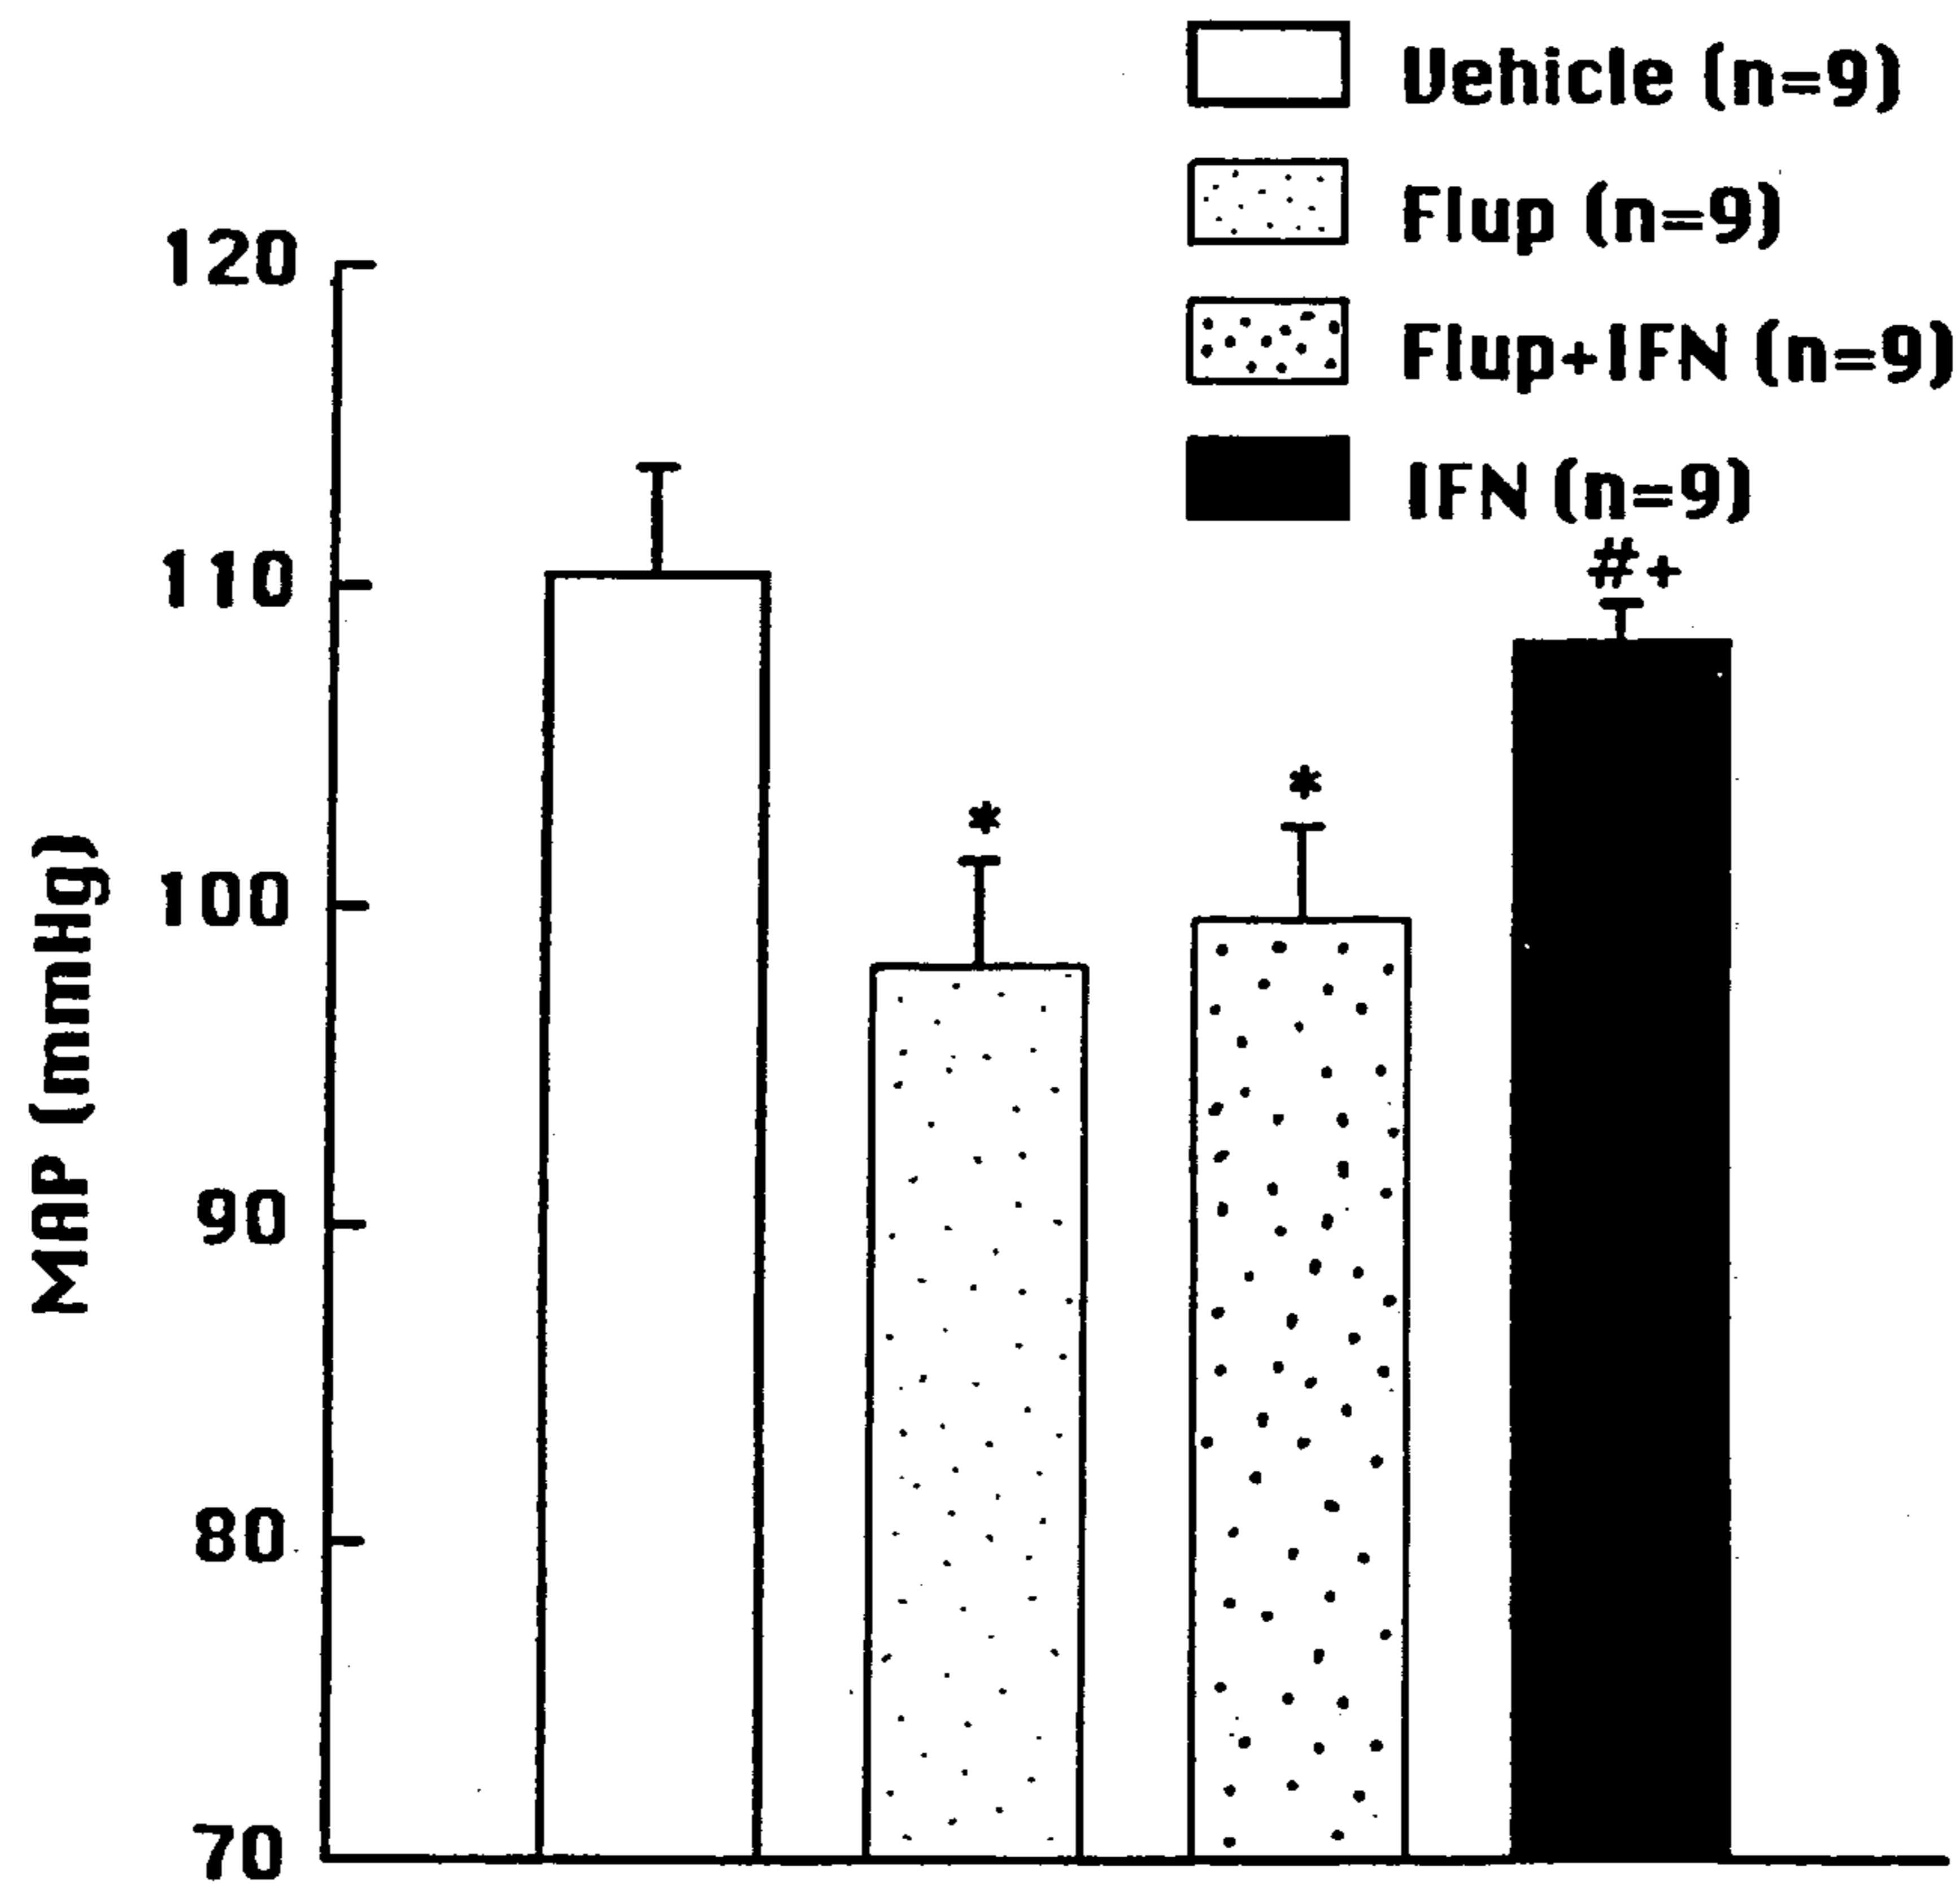 Vehicle (n=9)
Flup (n=9)
Flup+IFN (n=9)
IFN (n=9)
#+
*
*
120
110
100
90
80
70
MAP (mmHg)